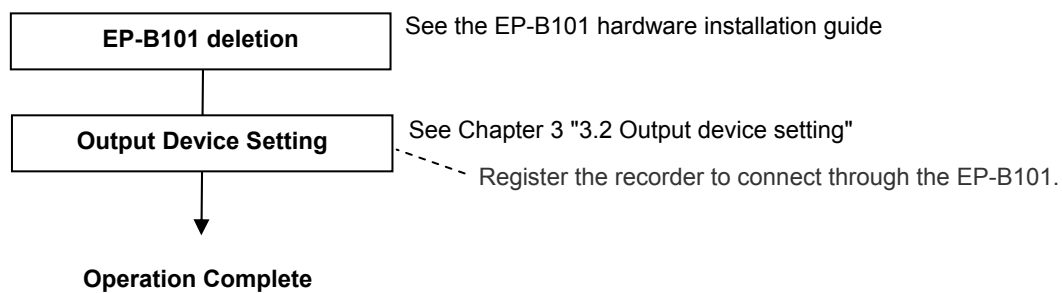 EP-B101 deletion
See the EP-B101 hardware installation guide
Output Device Setting
See Chapter 3 "3.2 Output device setting"
Register the recorder to connect through the EP-B101.
Operation Complete